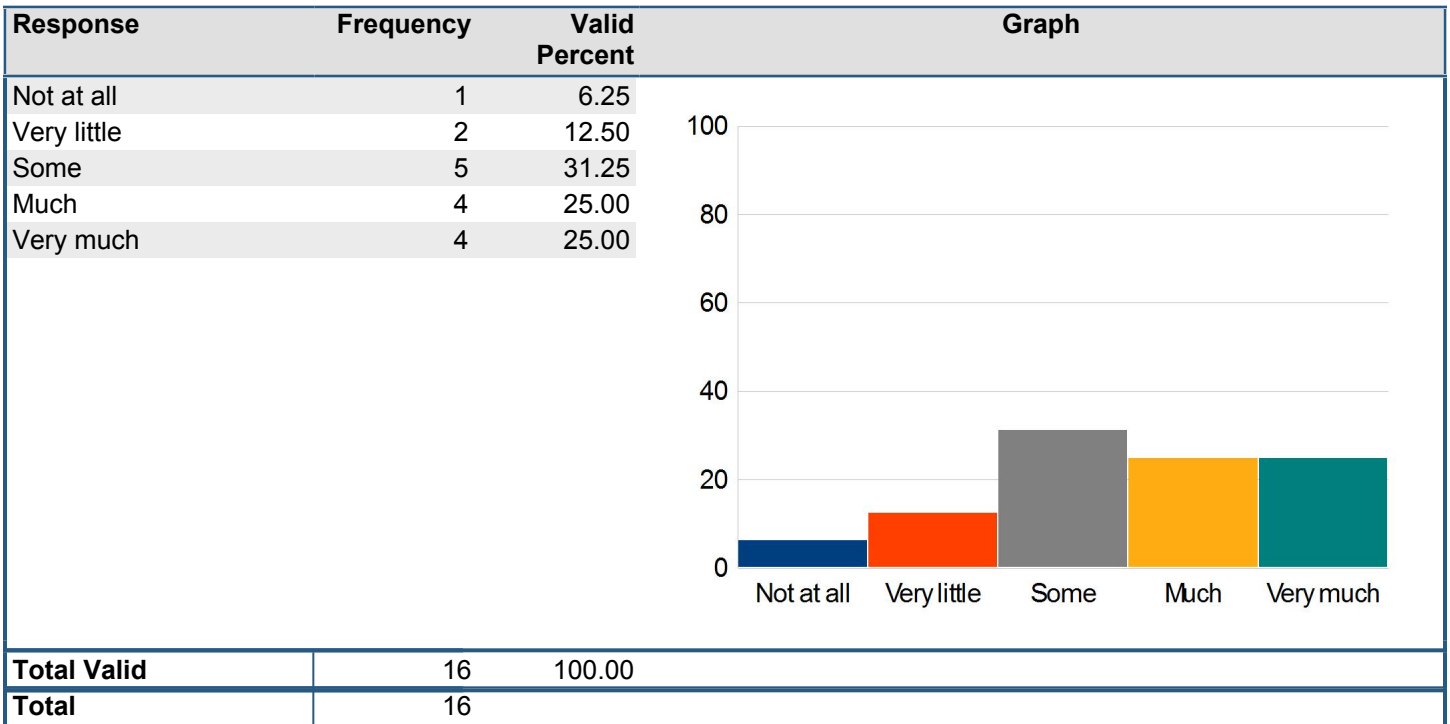 Response Frequency Valid Percent Graph
Not at all 1 6.25
Very little 2 12.50
Some 5 31.25
Much 4 25.00
Very much 4 25.00
100
80
60
40
20
0
Not at all Very little Some Much Very much
Total Valid 16 100.00
Total 16